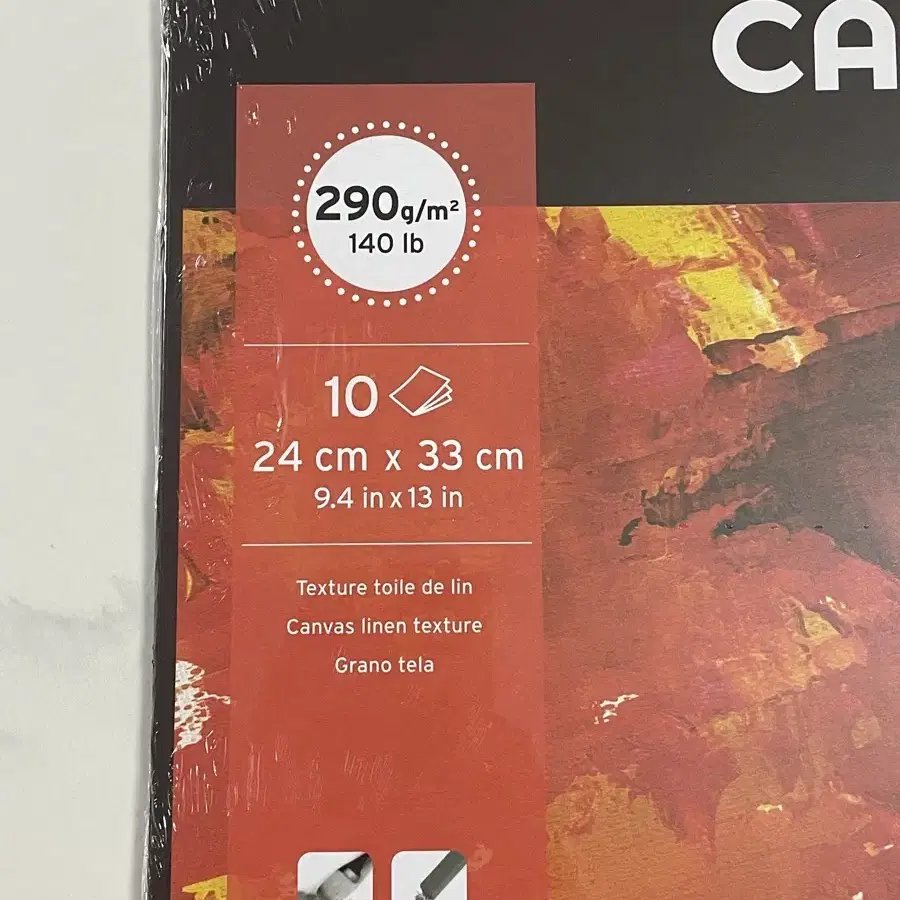 CA
290g/m²
140 lb
10
24 cm x 33 cm
9.4 in x 13 in
Texture toile de lin
Canvas linen texture
Grano tela